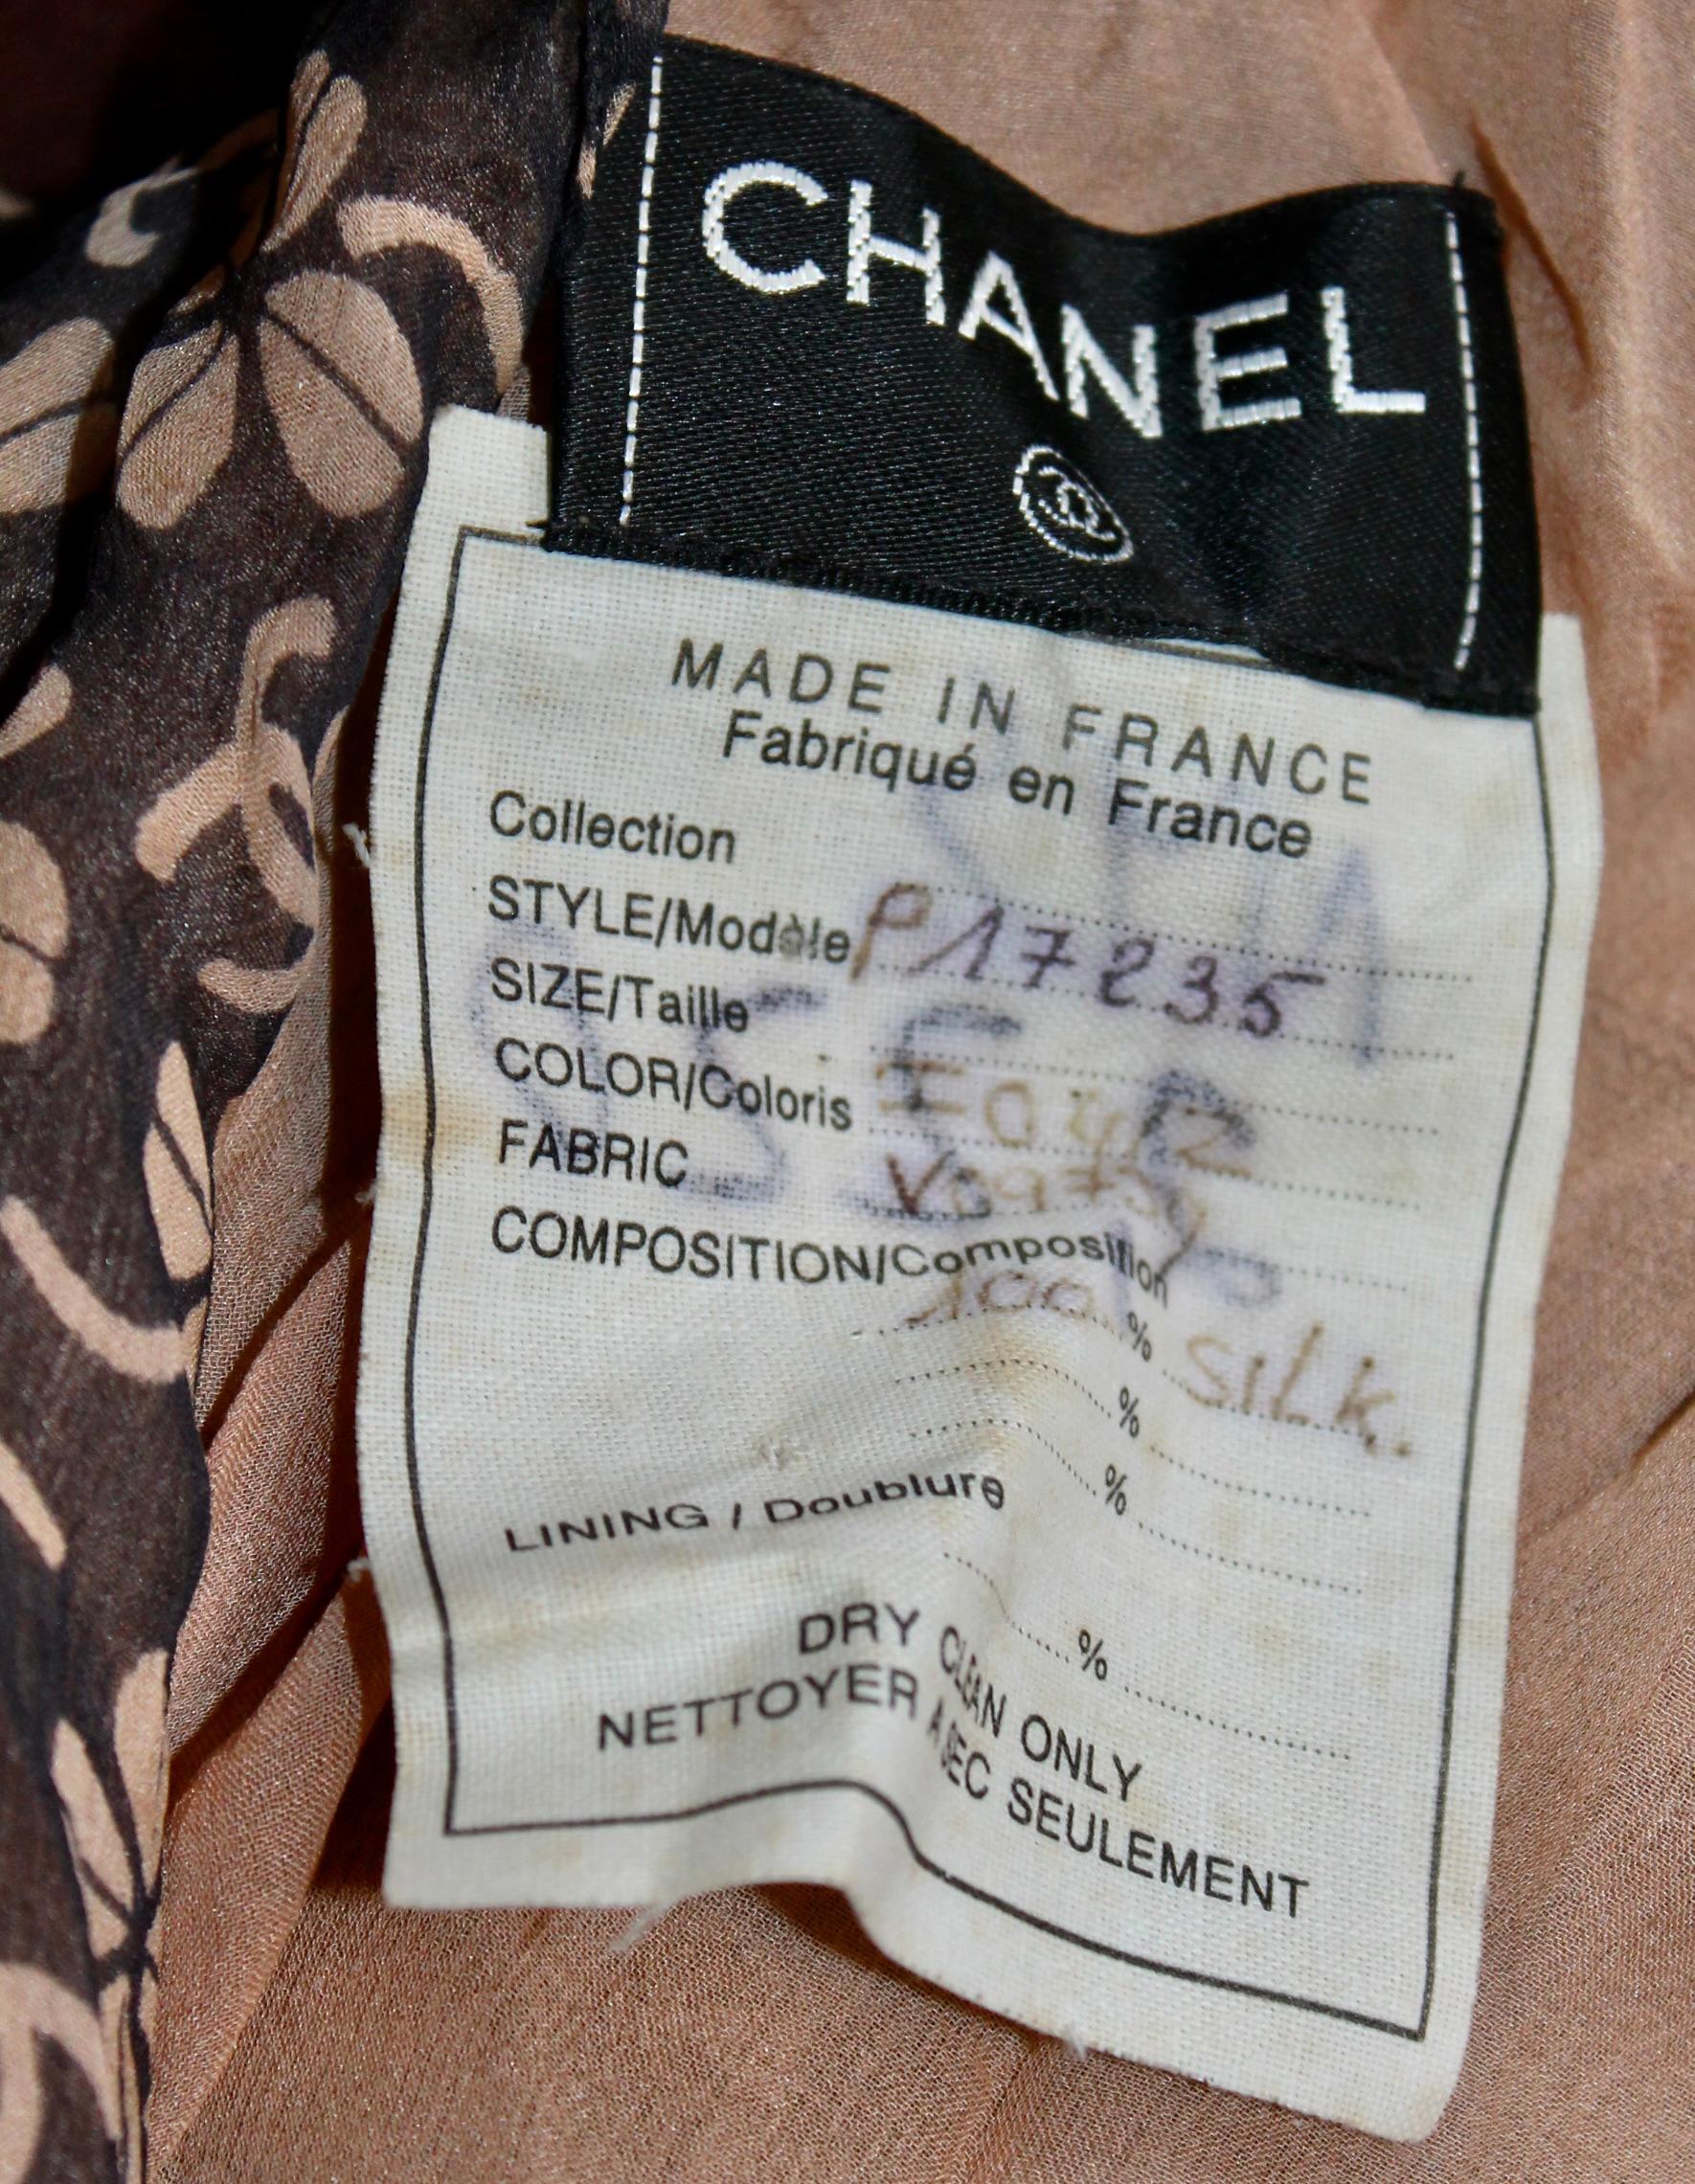 CHANEL
MADE IN FRANCE
Fabriqué en France
Collection
STYLE/Modèle P17235
SIZE/Taille
COLOR/Coloris
FABRIC
COMPOSITION/Composition
100 % SILK.
%
%
LINING / Doublure
%
DRY CLEAN ONLY
NETTOYER A SEC SEULEMENT